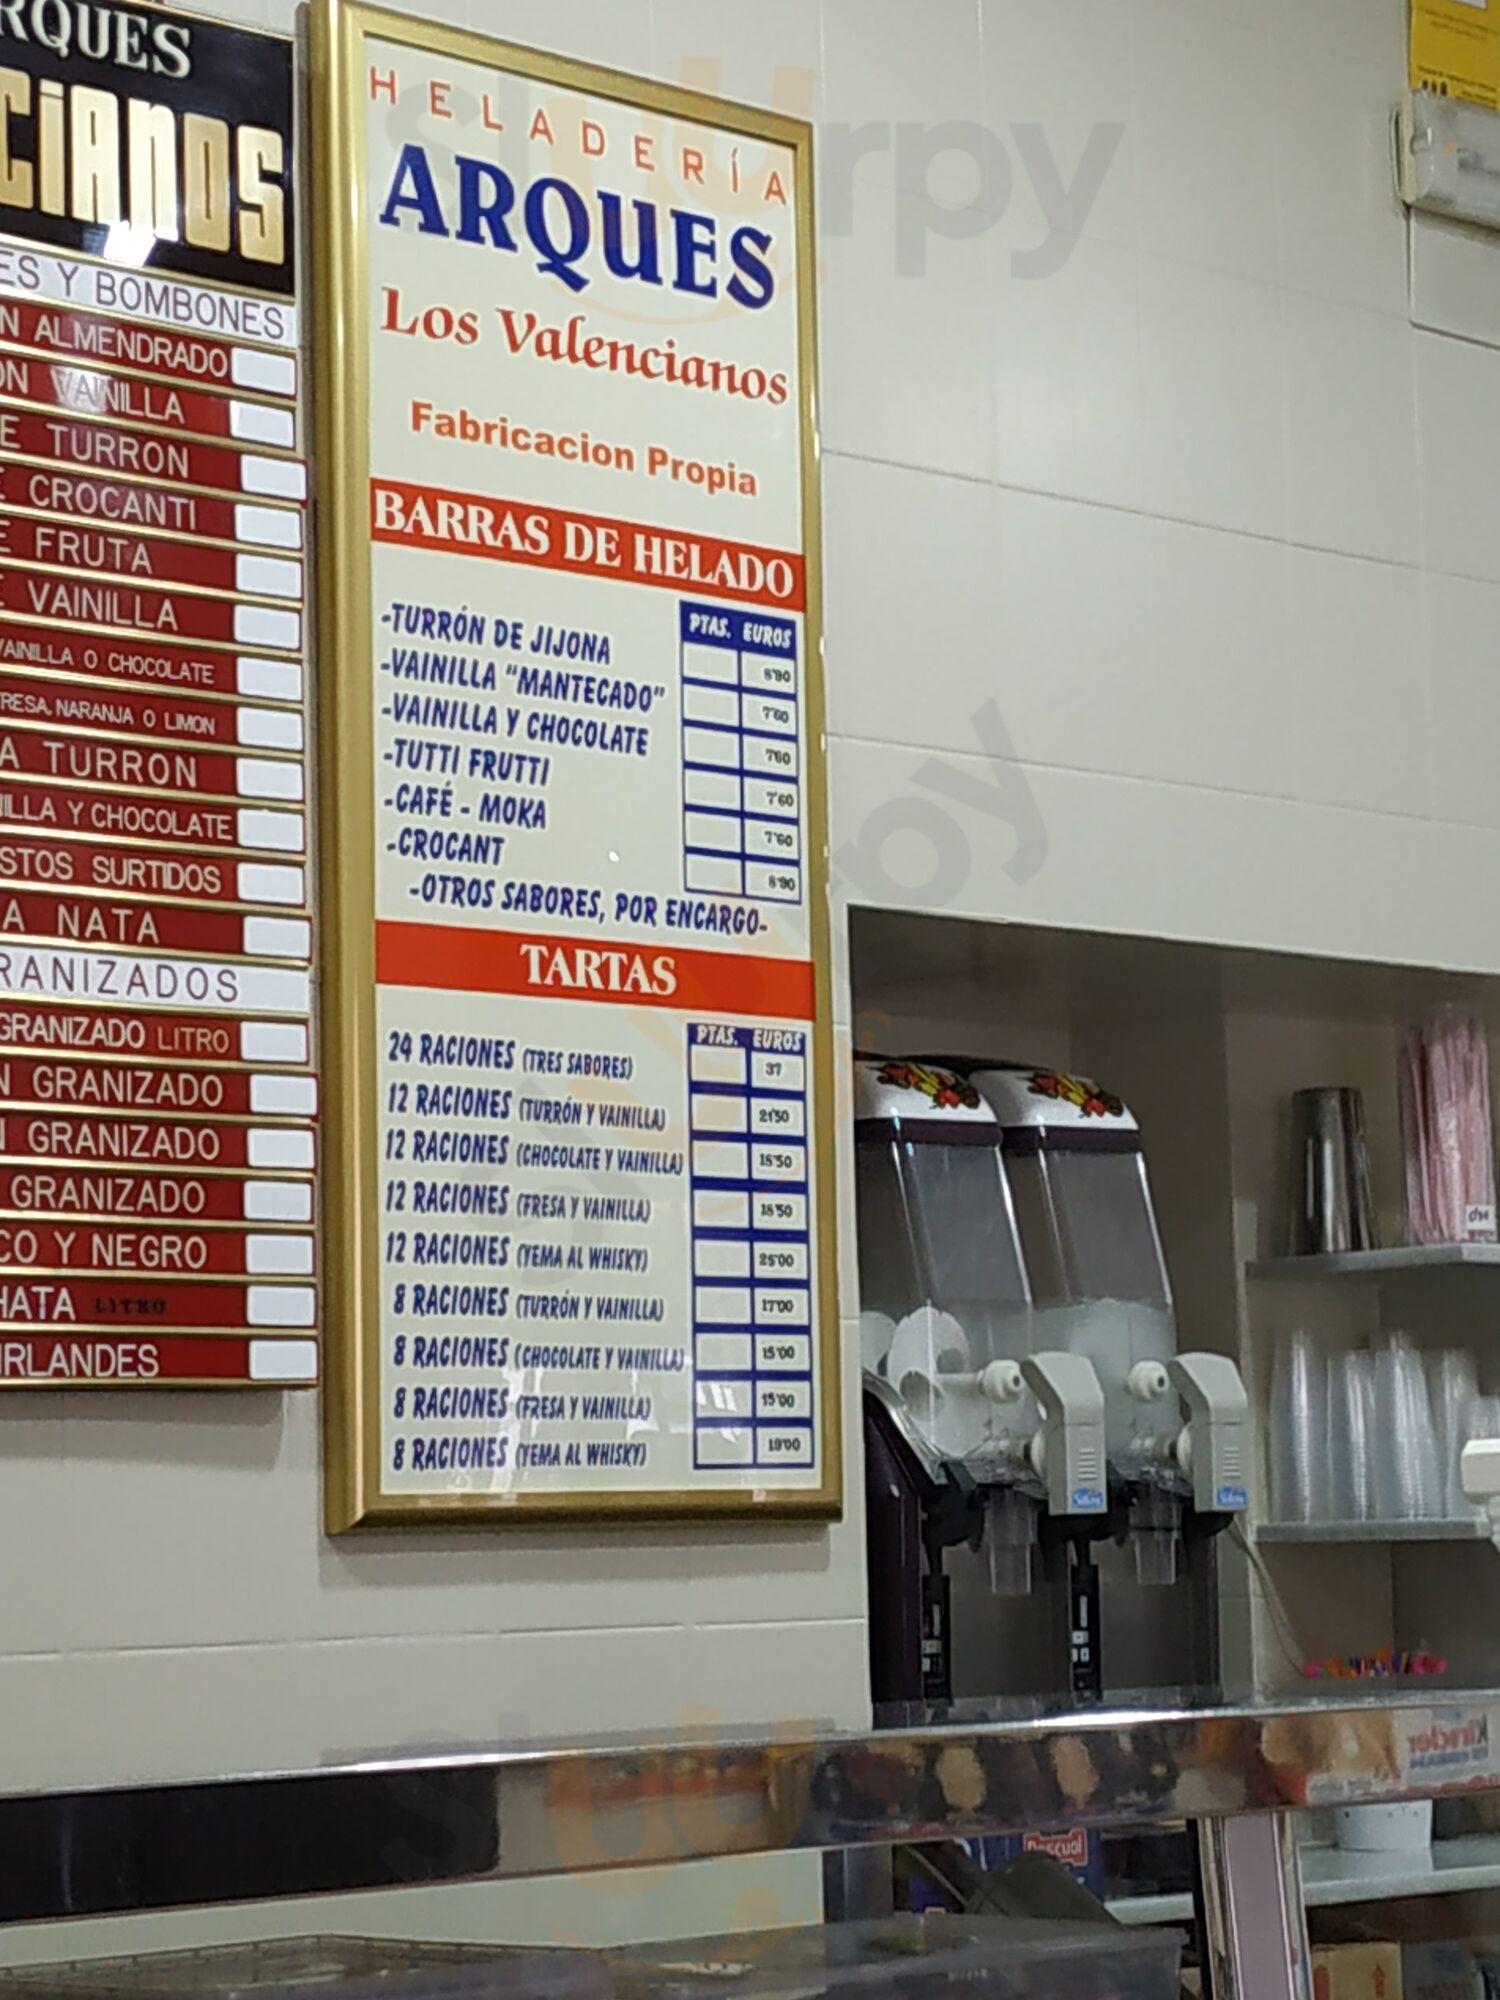 RQUES
CIANOS
ES Y BOMBONES
N ALMENDRADO
ON VAINILLA
E TURRON
E CROCANTI
E FRUTA
E VAINILLA
VAINILLA O CHOCOLATE
RESA, NARANJA O LIMON
A TURRON
ILLA Y CHOCOLATE
STOS SURTIDOS
A NATA
RANIZADOS
GRANIZADO LITRO
N GRANIZADO
N GRANIZADO
GRANIZADO
CO Y NEGRO
HATA LITRO
IRLANDES
HELADERÍA
ARQUES
Los Valencianos
Fabricacion Propia
BARRAS DE HELADO
PTAS. EUROS
-TURRÓN DE JIJONA 8'90
-VAINILLA "MANTECADO" 7'60
-VAINILLA Y CHOCOLATE 7'60
-TUTTI FRUTTI 7'60
-CAFÉ - MOKA 7'60
-CROCANT 8'90
-OTROS SABORES, POR ENCARGO-
TARTAS
PTAS. EUROS
24 RACIONES (TRES SABORES) 37
12 RACIONES (TURRÓN Y VAINILLA) 21'50
12 RACIONES (CHOCOLATE Y VAINILLA) 18'50
12 RACIONES (FRESA Y VAINILLA) 18'50
12 RACIONES (YEMA AL WHISKY) 25'00
8 RACIONES (TURRÓN Y VAINILLA) 17'00
8 RACIONES (CHOCOLATE Y VAINILLA) 15'00
8 RACIONES (FRESA Y VAINILLA) 15'00
8 RACIONES (YEMA AL WHISKY) 19'00
Pascual
sluurpy
sluurpy
sluurpy